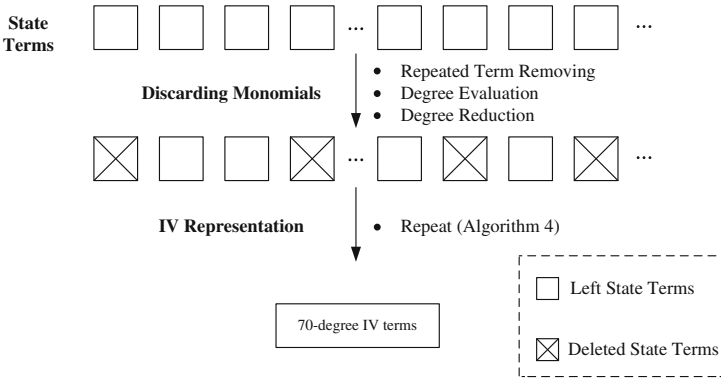 State
Terms
... ...
Discarding Monomials
• Repeated Term Removing
• Degree Evaluation
• Degree Reduction
... ...
IV Representation
• Repeat (Algorithm 4)
70-degree IV terms
Left State Terms
Deleted State Terms